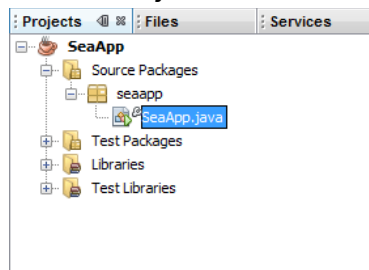 Projects Files Services
SeaApp
Source Packages
seaapp
SeaApp.java
Test Packages
Libraries
Test Libraries